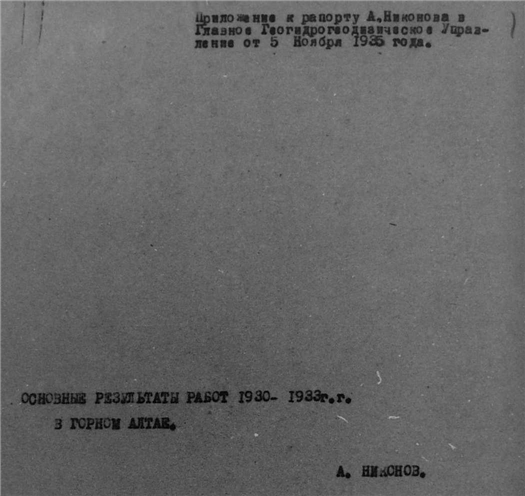 Приложение к рапорту А.Никонова в
Главное Геогидрогеодизическое Управ-
ление от 5 Ноября 1935 года.
ОСНОВНЫЕ РЕЗУЛЬТАТЫ РАБОТ 1930- 1933г.г.
В ГОРНОМ АЛТАЕ.
А. НИКОНОВ.